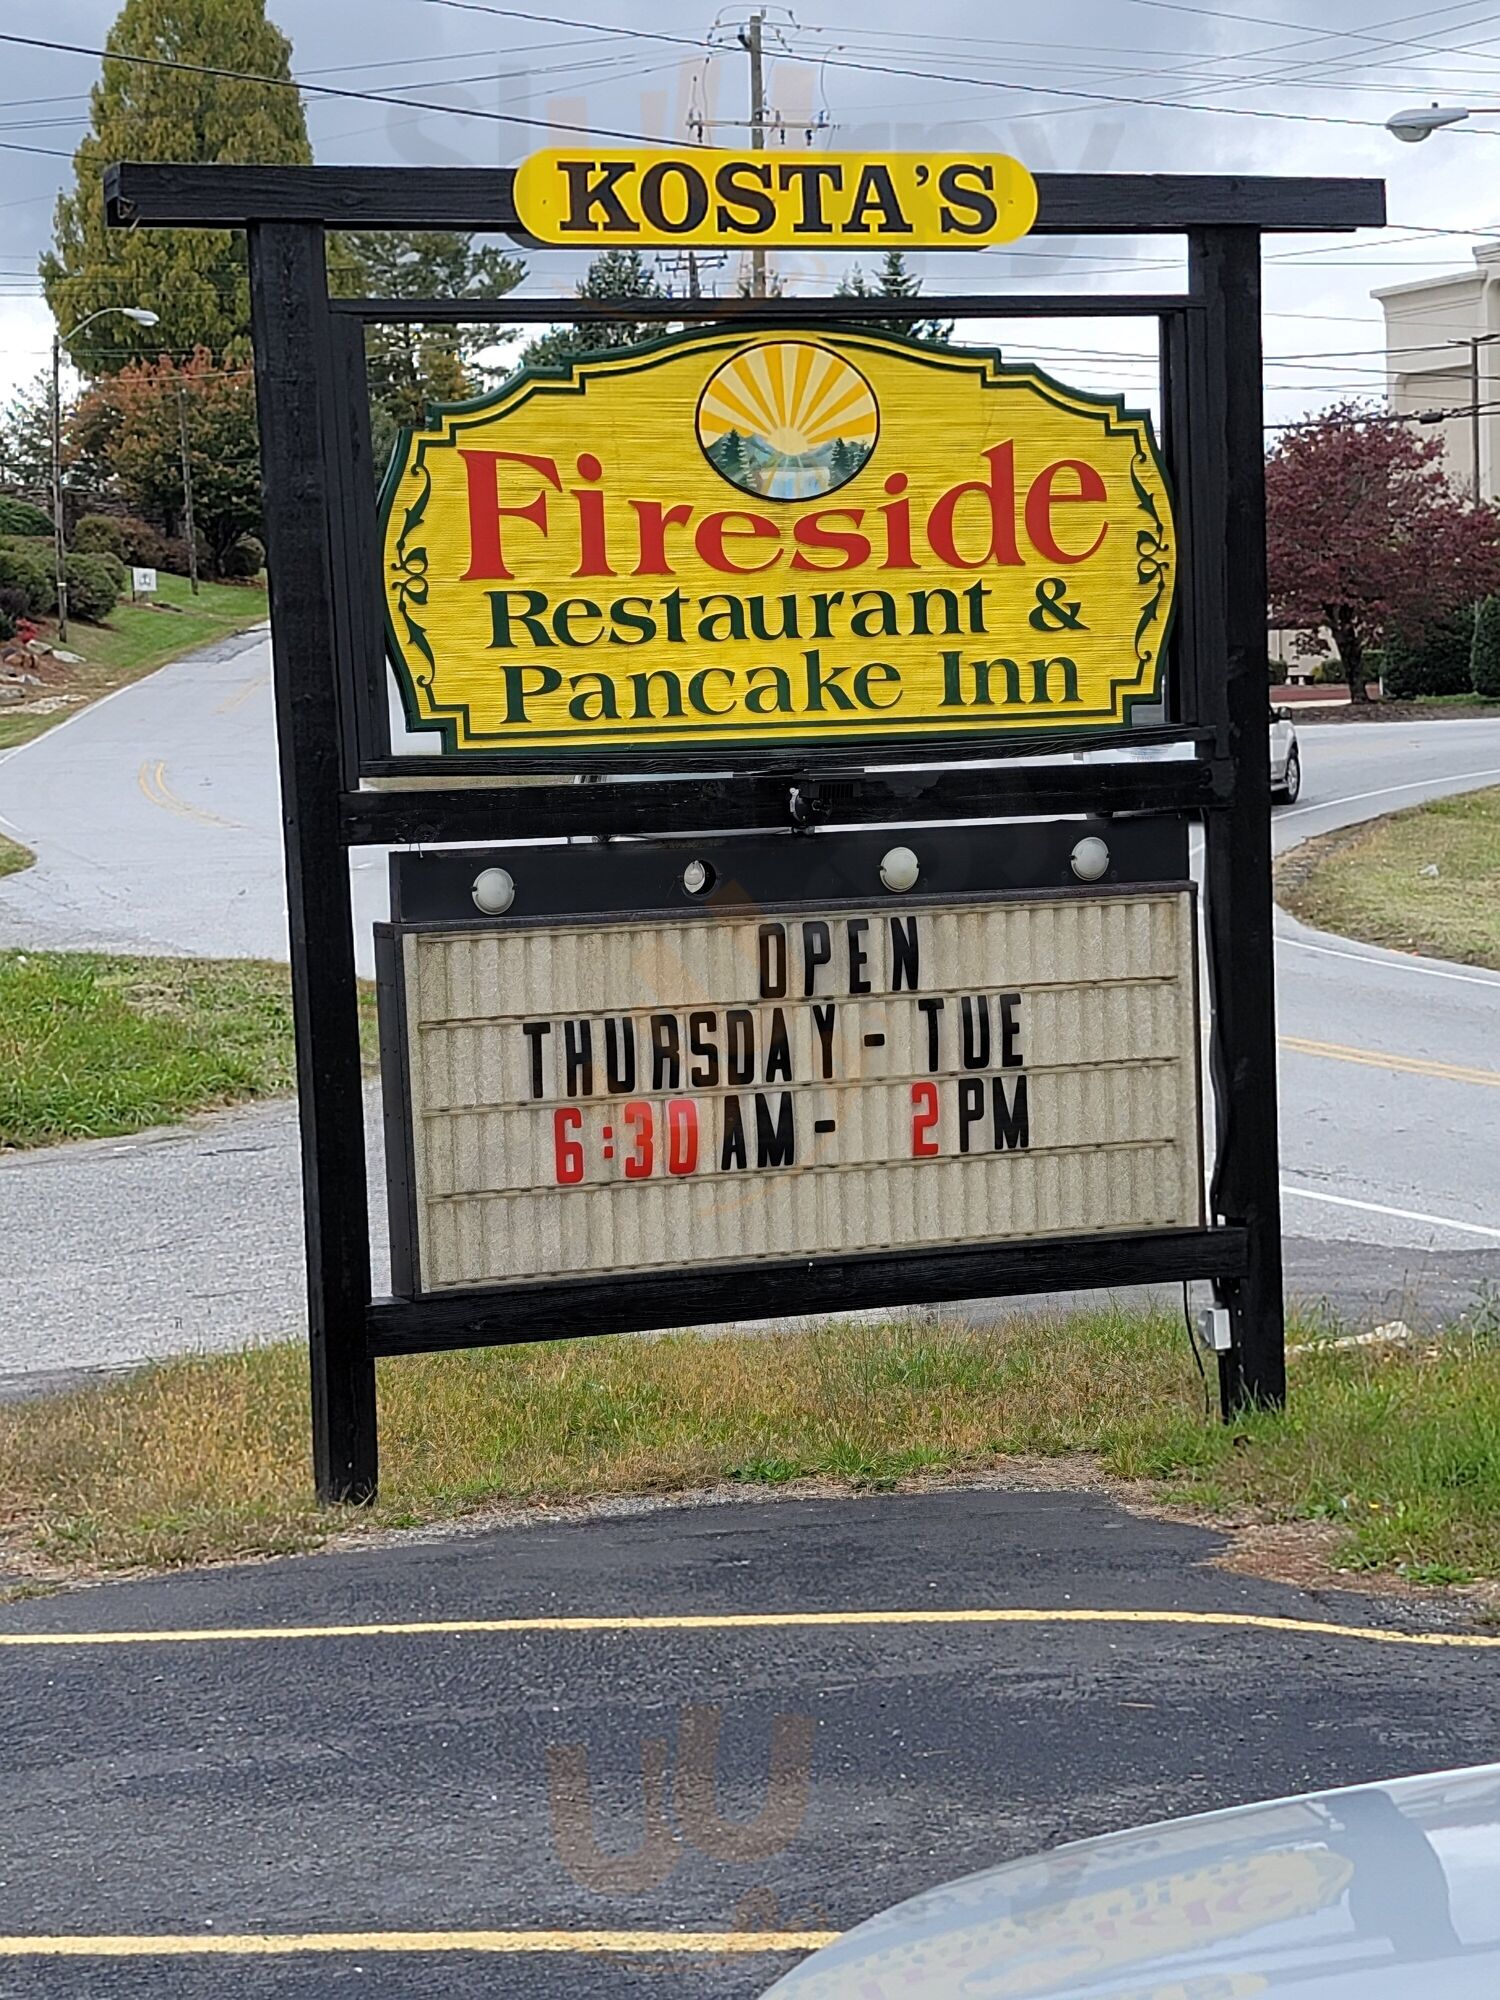 KOSTA'S
Fireside
Restaurant &
Pancake Inn
OPEN
THURSDAY - TUE
6:30 AM - 2 PM